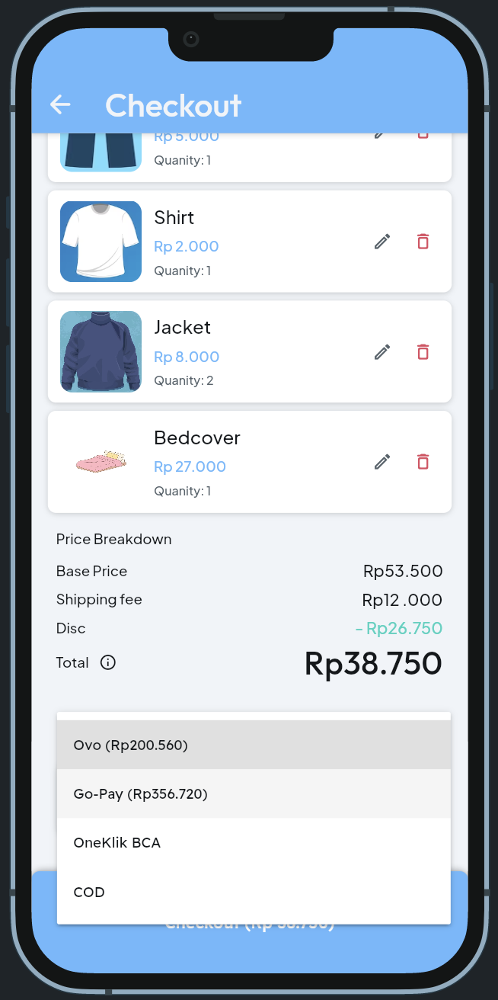 Checkout
Rp 5.000
Quanity: 1
Shirt
Rp 2.000
Quanity: 1
Jacket
Rp 8.000
Quanity: 2
Bedcover
Rp 27.000
Quanity: 1
Price Breakdown
Base Price Rp53.500
Shipping fee Rp12 .000
Disc - Rp26.750
Total Rp38.750
Ovo (Rp200.560)
Go-Pay (Rp356.720)
OneKlik BCA
COD
Checkout (Rp 38.750)